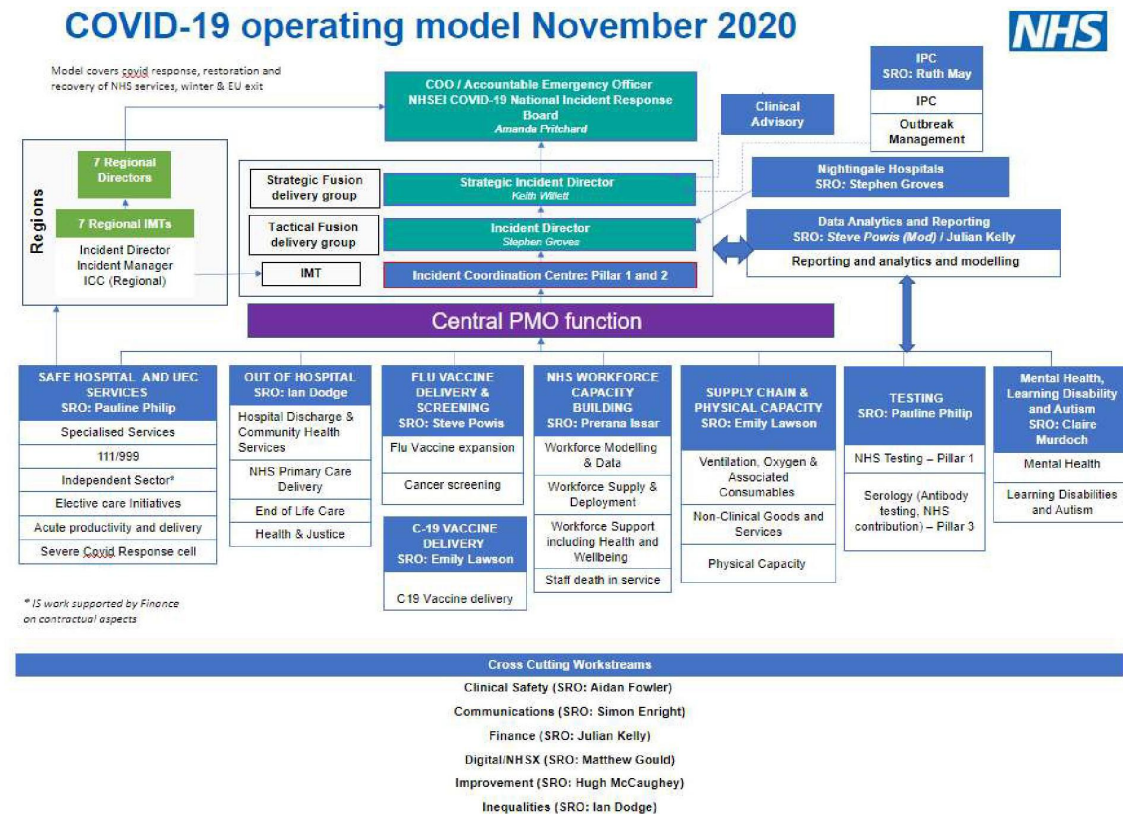 COVID-19 operating model November 2020
NHS
Model covers covid response, restoration and
recovery of NHS services, winter & EU exit
COO / Accountable Emergency Officer
NHSEI COVID-19 National Incident Response
Board
Amanda Pritchard
Clinical
Advisory
IPC
SRO: Ruth May
IPC
Outbreak
Management
Regions
7 Regional
Directors
7 Regional IMTs
Incident Director
Incident Manager
ICC (Regional)
Strategic Fusion
delivery group
Strategic Incident Director
Keith Willett
Tactical Fusion
delivery group
Incident Director
Stephen Groves
IMT
Incident Coordination Centre: Pillar 1 and 2
Nightingale Hospitals
SRO: Stephen Groves
Data Analytics and Reporting
SRO: Steve Powis (Mod) / Julian Kelly
Reporting and analytics and modelling
Central PMO function
SAFE HOSPITAL AND UEC
SERVICES
SRO: Pauline Philip
Specialised Services
111/999
Independent Sector*
Elective care Initiatives
Acute productivity and delivery
Severe Covid Response cell
OUT OF HOSPITAL
SRO: Ian Dodge
Hospital Discharge &
Community Health
Services
NHS Primary Care
Delivery
End of Life Care
Health & Justice
FLU VACCINE
DELIVERY &
SCREENING
SRO: Steve Powis
Flu Vaccine expansion
Cancer screening
C-19 VACCINE
DELIVERY
SRO: Emily Lawson
C19 Vaccine delivery
NHS WORKFORCE
CAPACITY
BUILDING
SRO: Prerana Issar
Workforce Modelling
& Data
Workforce Supply &
Deployment
Workforce Support
including Health and
Wellbeing
Staff death in service
SUPPLY CHAIN &
PHYSICAL CAPACITY
SRO: Emily Lawson
Ventilation, Oxygen &
Associated
Consumables
Non-Clinical Goods and
Services
Physical Capacity
TESTING
SRO: Pauline Philip
NHS Testing – Pillar 1
Serology (Antibody
testing, NHS
contribution) – Pillar 3
Mental Health,
Learning Disability
and Autism
SRO: Claire
Murdoch
Mental Health
Learning Disabilities
and Autism
* IS work supported by Finance
on contractual aspects
Cross Cutting Workstreams
Clinical Safety (SRO: Aidan Fowler)
Communications (SRO: Simon Enright)
Finance (SRO: Julian Kelly)
Digital/NHSX (SRO: Matthew Gould)
Improvement (SRO: Hugh McCaughey)
Inequalities (SRO: Ian Dodge)